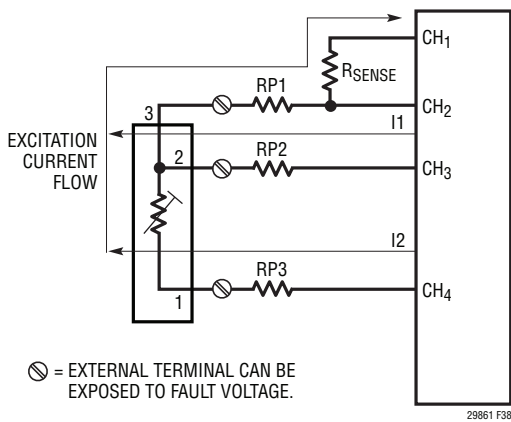 CH1
RSENSE
RP1
3
CH2
I1
EXCITATION
CURRENT
FLOW
2
RP2
CH3
I2
RP3
1
CH4
= EXTERNAL TERMINAL CAN BE
EXPOSED TO FAULT VOLTAGE.
29861 F38